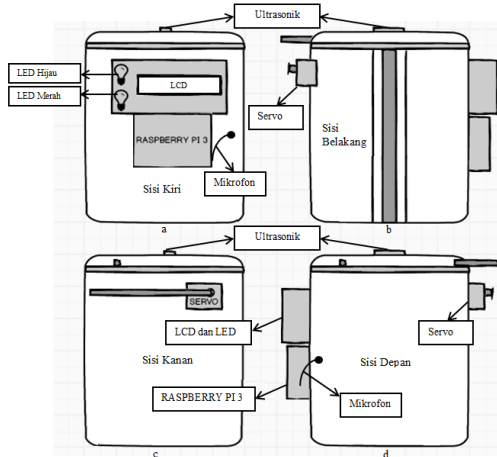 Ultrasonik
LED Hijau
LED Merah
LCD
RASPBERRY PI 3
Sisi Kiri
Mikrofon
a
Servo
Sisi
Belakang
b
Ultrasonik
SERVO
Sisi Kanan
LCD dan LED
RASPBERRY PI 3
c
Sisi Depan
Servo
Mikrofon
d